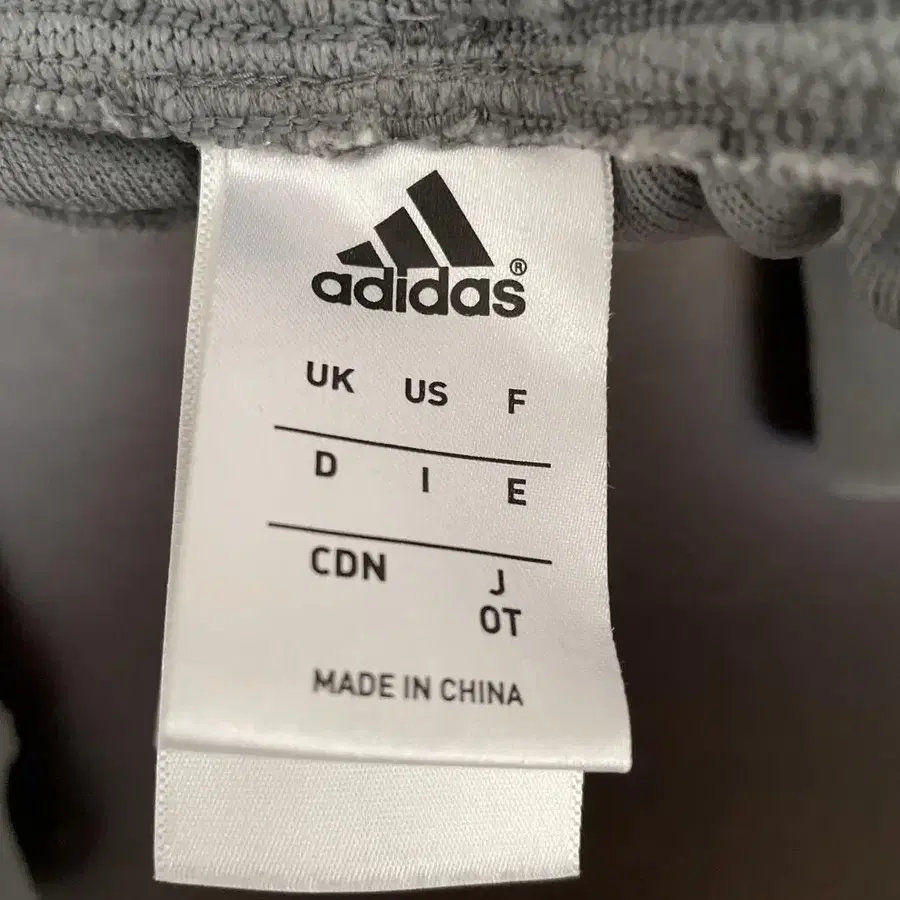 adidas®
UK US F
D I E
CDN J
OT
MADE IN CHINA